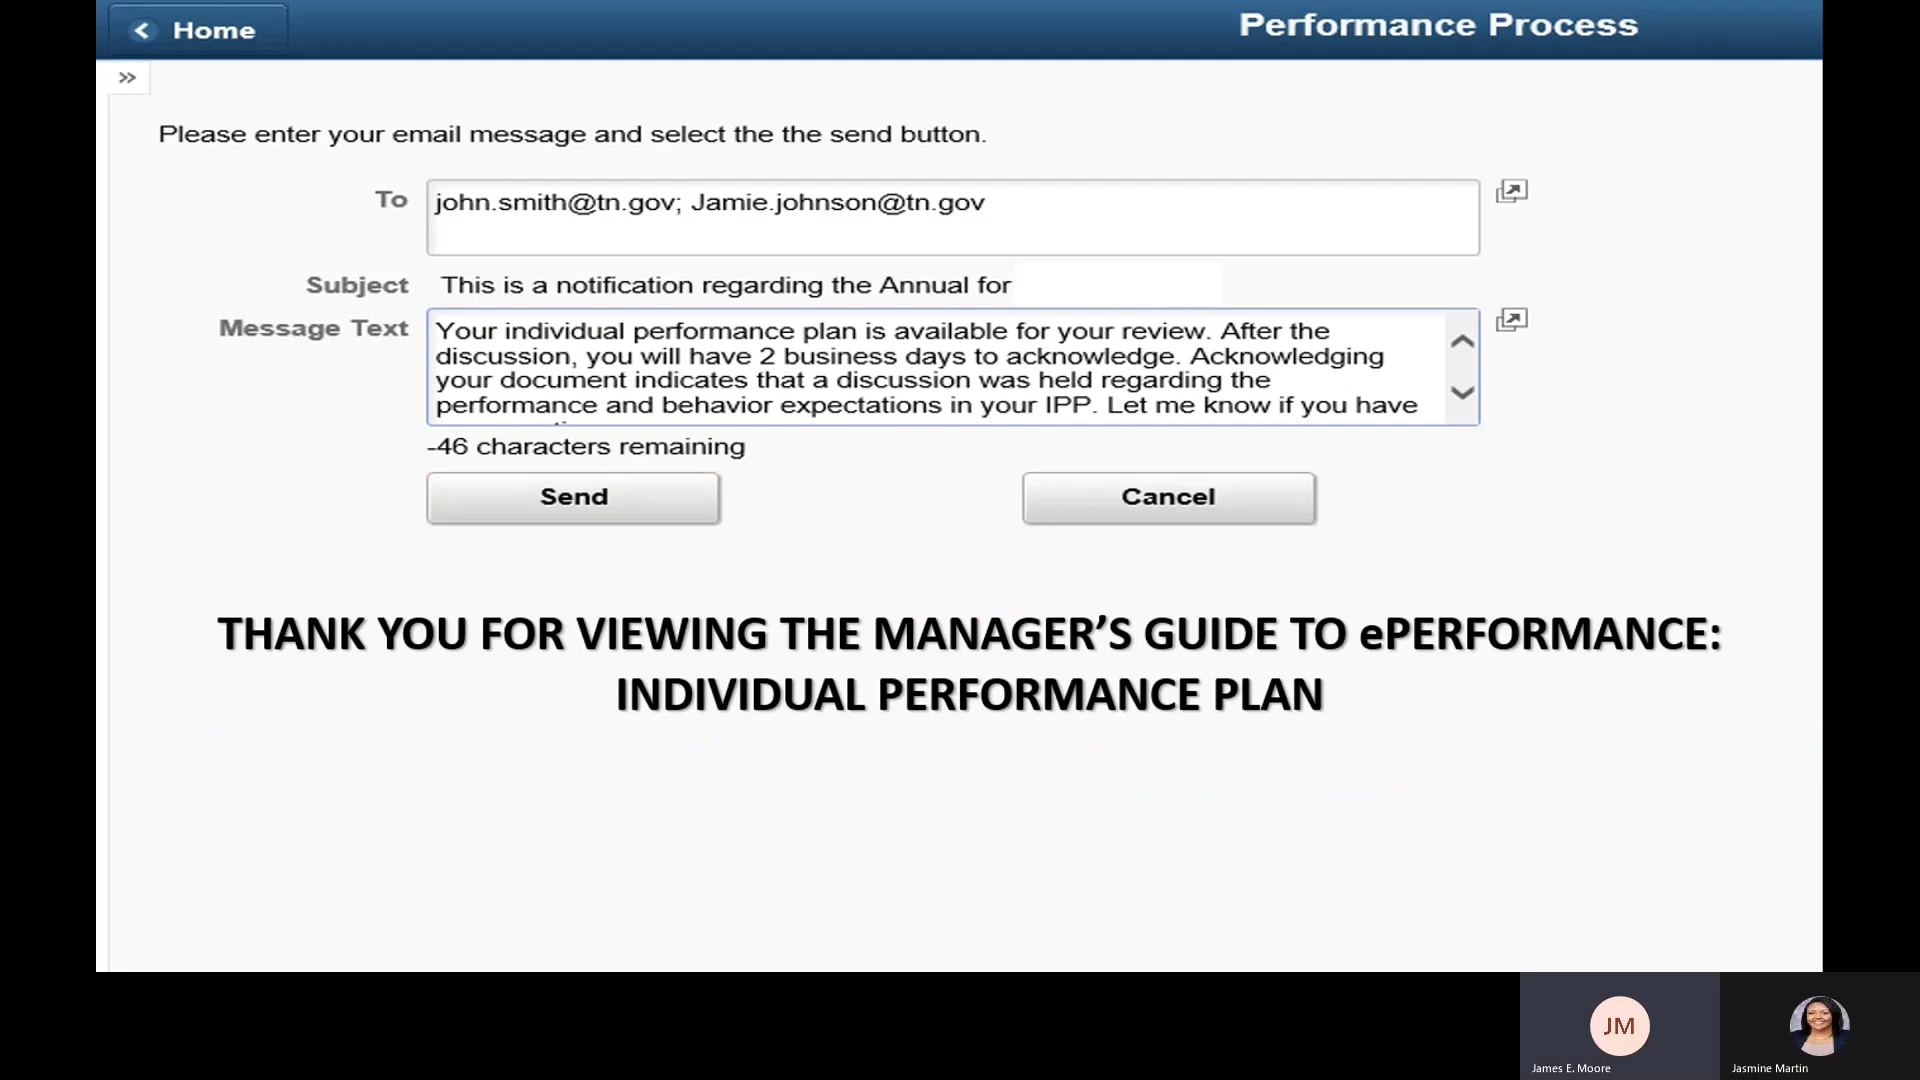 Home
Performance Process
Please enter your email message and select the the send button.
To
john.smith@tn.gov; Jamie.johnson@tn.gov
Subject
This is a notification regarding the Annual for
Message Text
Your individual performance plan is available for your review. After the
discussion, you will have 2 business days to acknowledge. Acknowledging
your document indicates that a discussion was held regarding the
performance and behavior expectations in your IPP. Let me know if you have
-46 characters remaining
Send
Cancel
THANK YOU FOR VIEWING THE MANAGER’S GUIDE TO ePERFORMANCE:
INDIVIDUAL PERFORMANCE PLAN
JM
James E. Moore
Jasmine Martin